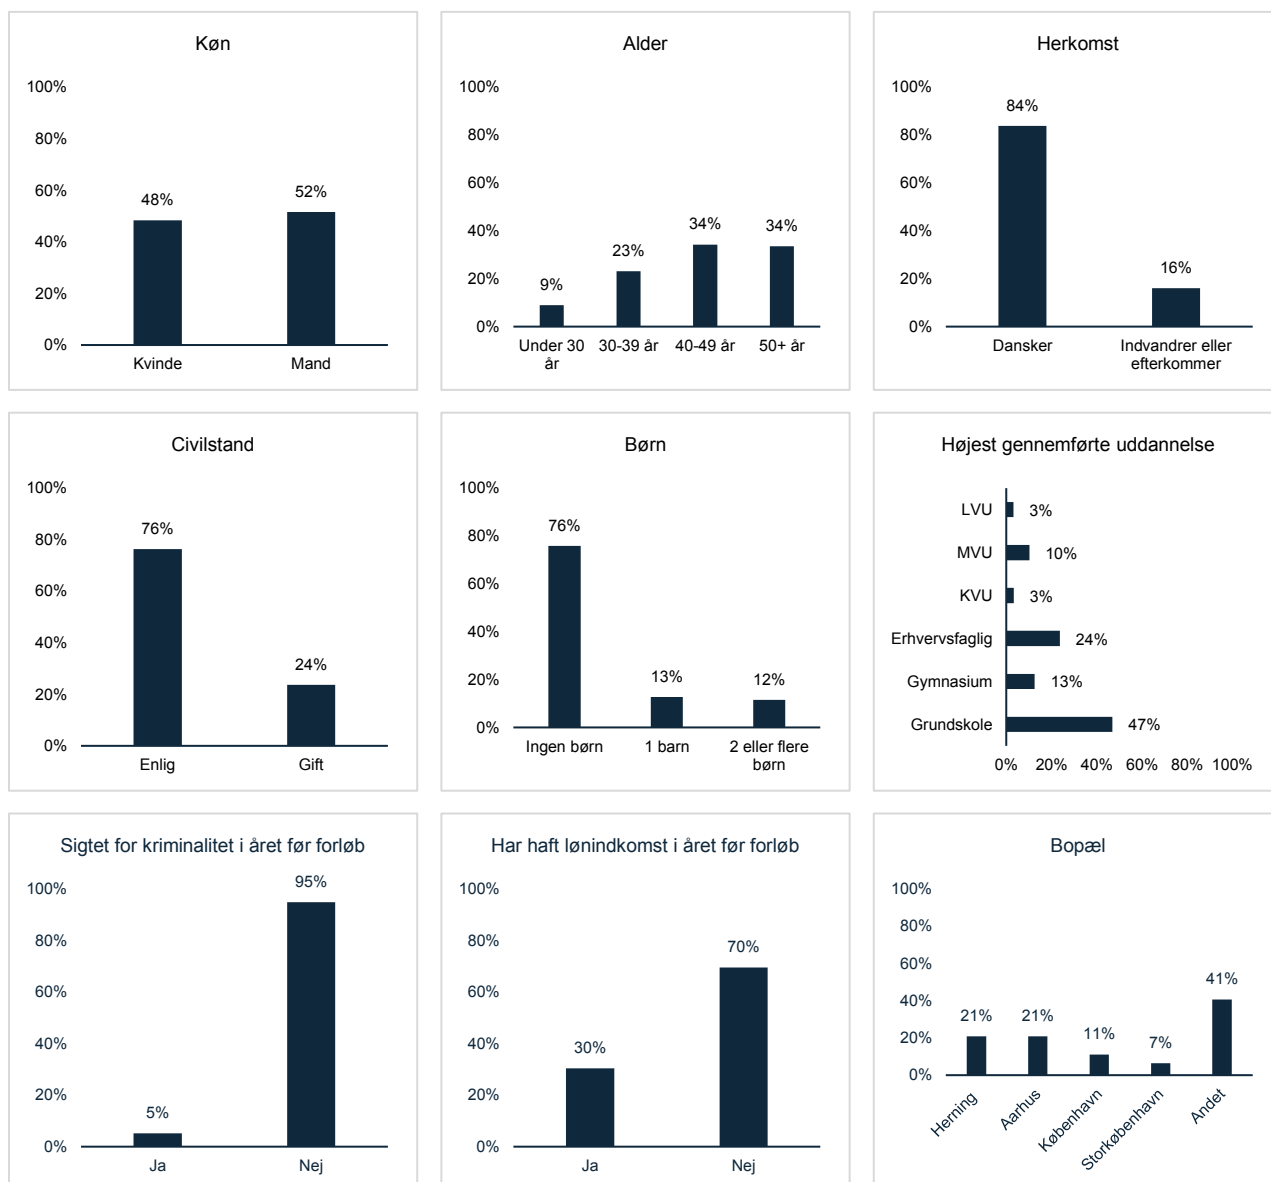 Køn
100%
80%
60%
40%
20%
0%
48%
52%
Kvinde
Mand
Alder
100%
80%
60%
40%
20%
0%
9%
23%
34%
34%
Under 30
år
30-39 år
40-49 år
50+ år
Herkomst
100%
80%
60%
40%
20%
0%
84%
16%
Dansker
Indvandrer eller
efterkommer
Civilstand
100%
80%
60%
40%
20%
0%
76%
24%
Enlig
Gift
Børn
100%
80%
60%
40%
20%
0%
76%
13%
12%
Ingen børn
1 barn
2 eller flere
børn
Højest gennemførte uddannelse
LVU 3%
MVU 10%
KVU 3%
Erhvervsfaglig 24%
Gymnasium 13%
Grundskole 47%
0% 20% 40% 60% 80% 100%
Sigtet for kriminalitet i året før forløb
100%
80%
60%
40%
20%
0%
5%
95%
Ja
Nej
Har haft lønindkomst i året før forløb
100%
80%
60%
40%
20%
0%
30%
70%
Ja
Nej
Bopæl
100%
80%
60%
40%
20%
0%
21%
21%
11%
7%
41%
Herning
Aarhus
København
Storkøbenhavn
Andet